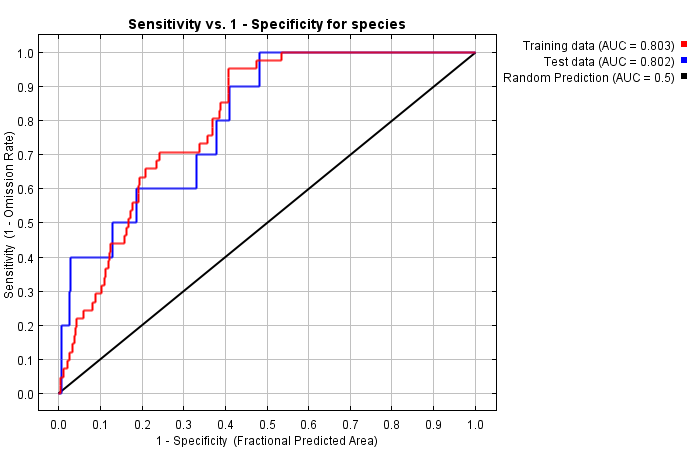 Sensitivity vs. 1 - Specificity for species
Training data (AUC = 0.803)
Test data (AUC = 0.802)
Random Prediction (AUC = 0.5)
Sensitivity (1 - Omission Rate)
1.0
0.9
0.8
0.7
0.6
0.5
0.4
0.3
0.2
0.1
0.0
0.0 0.1 0.2 0.3 0.4 0.5 0.6 0.7 0.8 0.9 1.0
1 - Specificity (Fractional Predicted Area)